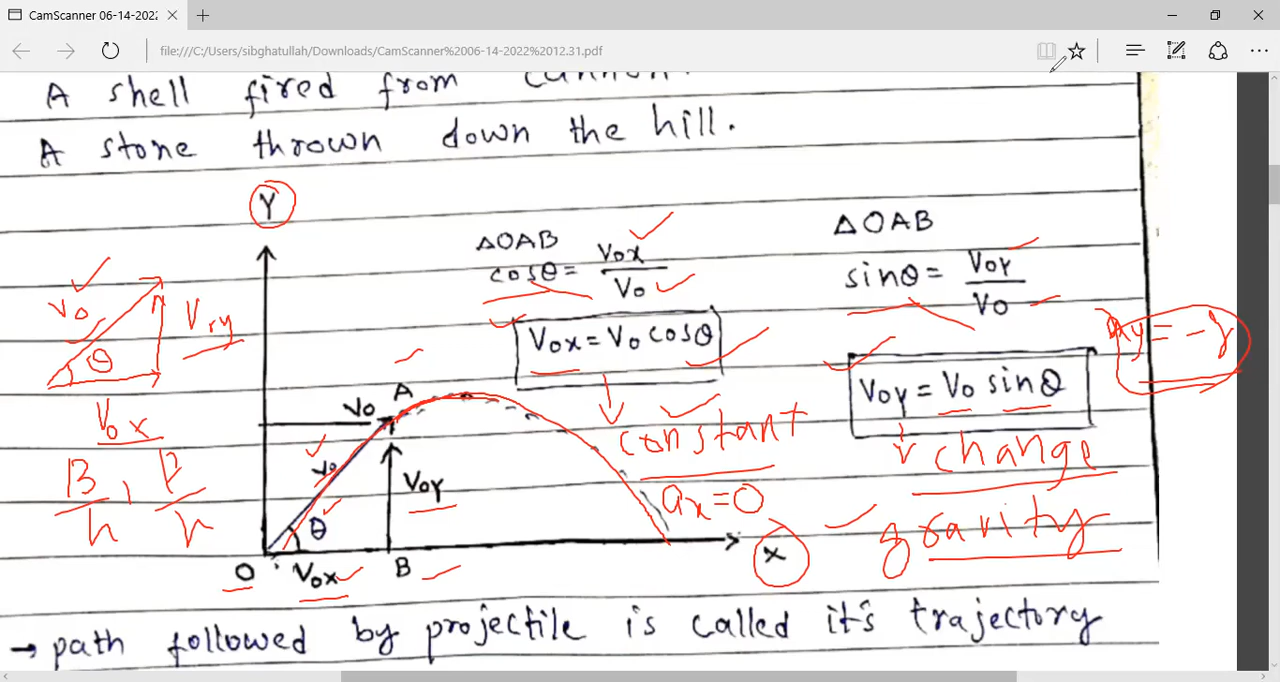 CamScanner 06-14-202
file:///C:/Users/sibghatullah/Downloads/CamScanner%2006-14-2022%2012.31.pdf
A shell fired from cannon.
A stone thrown down the hill.
Y
ΔOAB
cosθ = Vox / Vo
Vox = Vo cosθ
ΔOAB
sinθ = Voy / Vo
Voy = Vo sinθ
ay = -g
Vo
θ
Vox
A
Vo
Vo
Voy
θ
O
Vox
B
x
constant
ax = 0
change
gravity
→ path followed by projectile is called it's trajectory